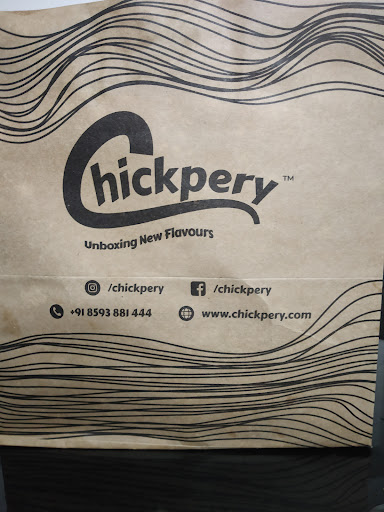 Chickpery™
Unboxing New Flavours
/chickpery /chickpery
+91 8593 881 444 www.chickpery.com